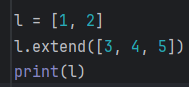 l = [1, 2]
l.extend([3, 4, 5])
print(l)